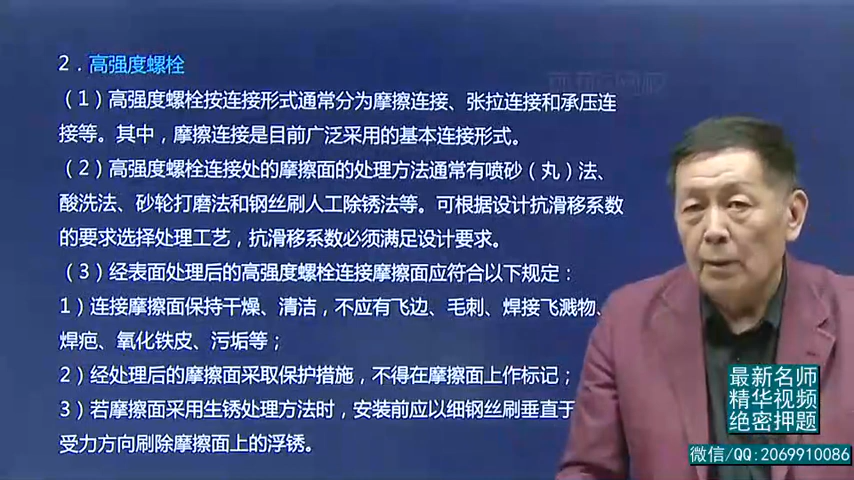 2．高强度螺栓
（1）高强度螺栓按连接形式通常分为摩擦连接、张拉连接和承压连
接等。其中，摩擦连接是目前广泛采用的基本连接形式。
（2）高强度螺栓连接处的摩擦面的处理方法通常有喷砂（丸）法、
酸洗法、砂轮打磨法和钢丝刷人工除锈法等。可根据设计抗滑移系数
的要求选择处理工艺，抗滑移系数必须满足设计要求。
（3）经表面处理后的高强度螺栓连接摩擦面应符合以下规定：
1）连接摩擦面保持干燥、清洁，不应有飞边、毛刺、焊接飞溅物、
焊疤、氧化铁皮、污垢等；
2）经处理后的摩擦面采取保护措施，不得在摩擦面上作标记；
3）若摩擦面采用生锈处理方法时，安装前应以细钢丝刷垂直于
受力方向刷除摩擦面上的浮锈。
最新名师
精华视频
绝密押题
微信/QQ:2069910086